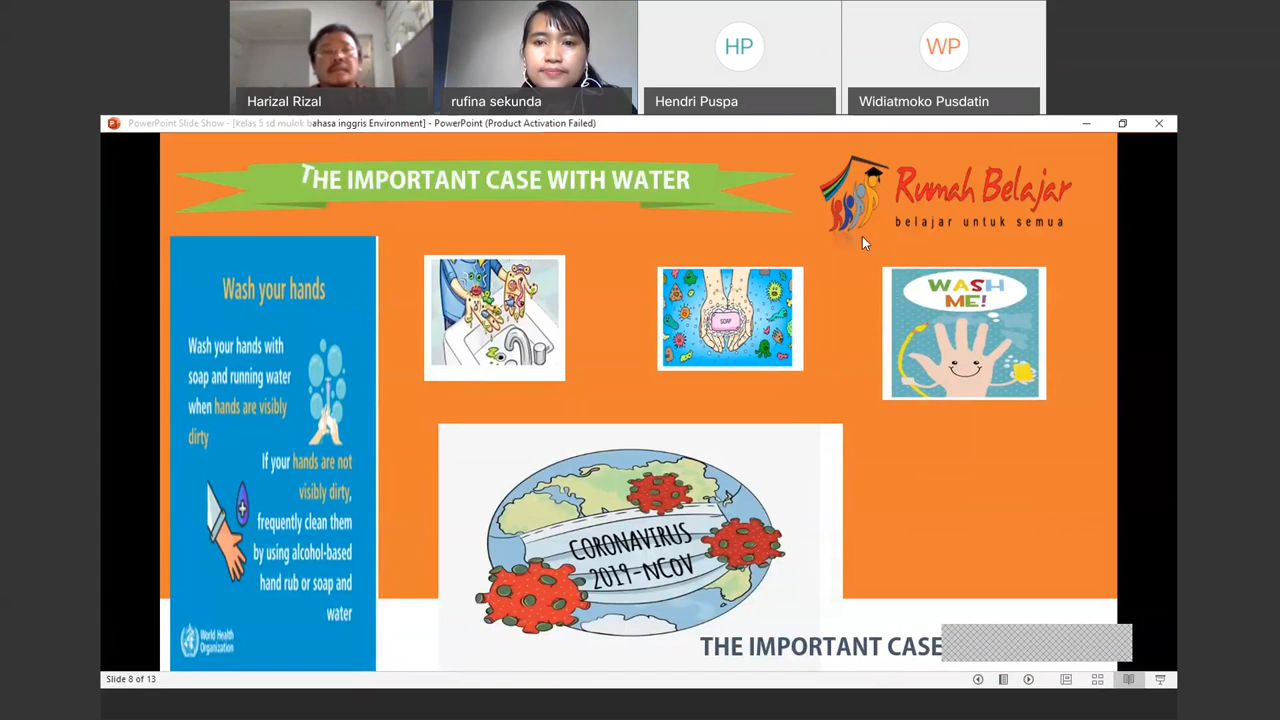 HP
WP
Harizal Rizal
rufina sekunda
Hendri Puspa
Widiatmoko Pusdatin
PowerPoint Slide Show - [kelas 5 sd mulok bahasa inggris Environment] - PowerPoint (Product Activation Failed)
THE IMPORTANT CASE WITH WATER
Rumah Belajar
belajar untuk semua
Wash your hands
Wash your hands with
soap and running water
when hands are visibly
dirty
If your hands are not
visibly dirty,
frequently clean them
by using alcohol-based
hand rub or soap and
water
World Health
Organization
SOAP
WASH
ME!
CORONAVIRUS
2019-NCOV
THE IMPORTANT CASE
Slide 8 of 13